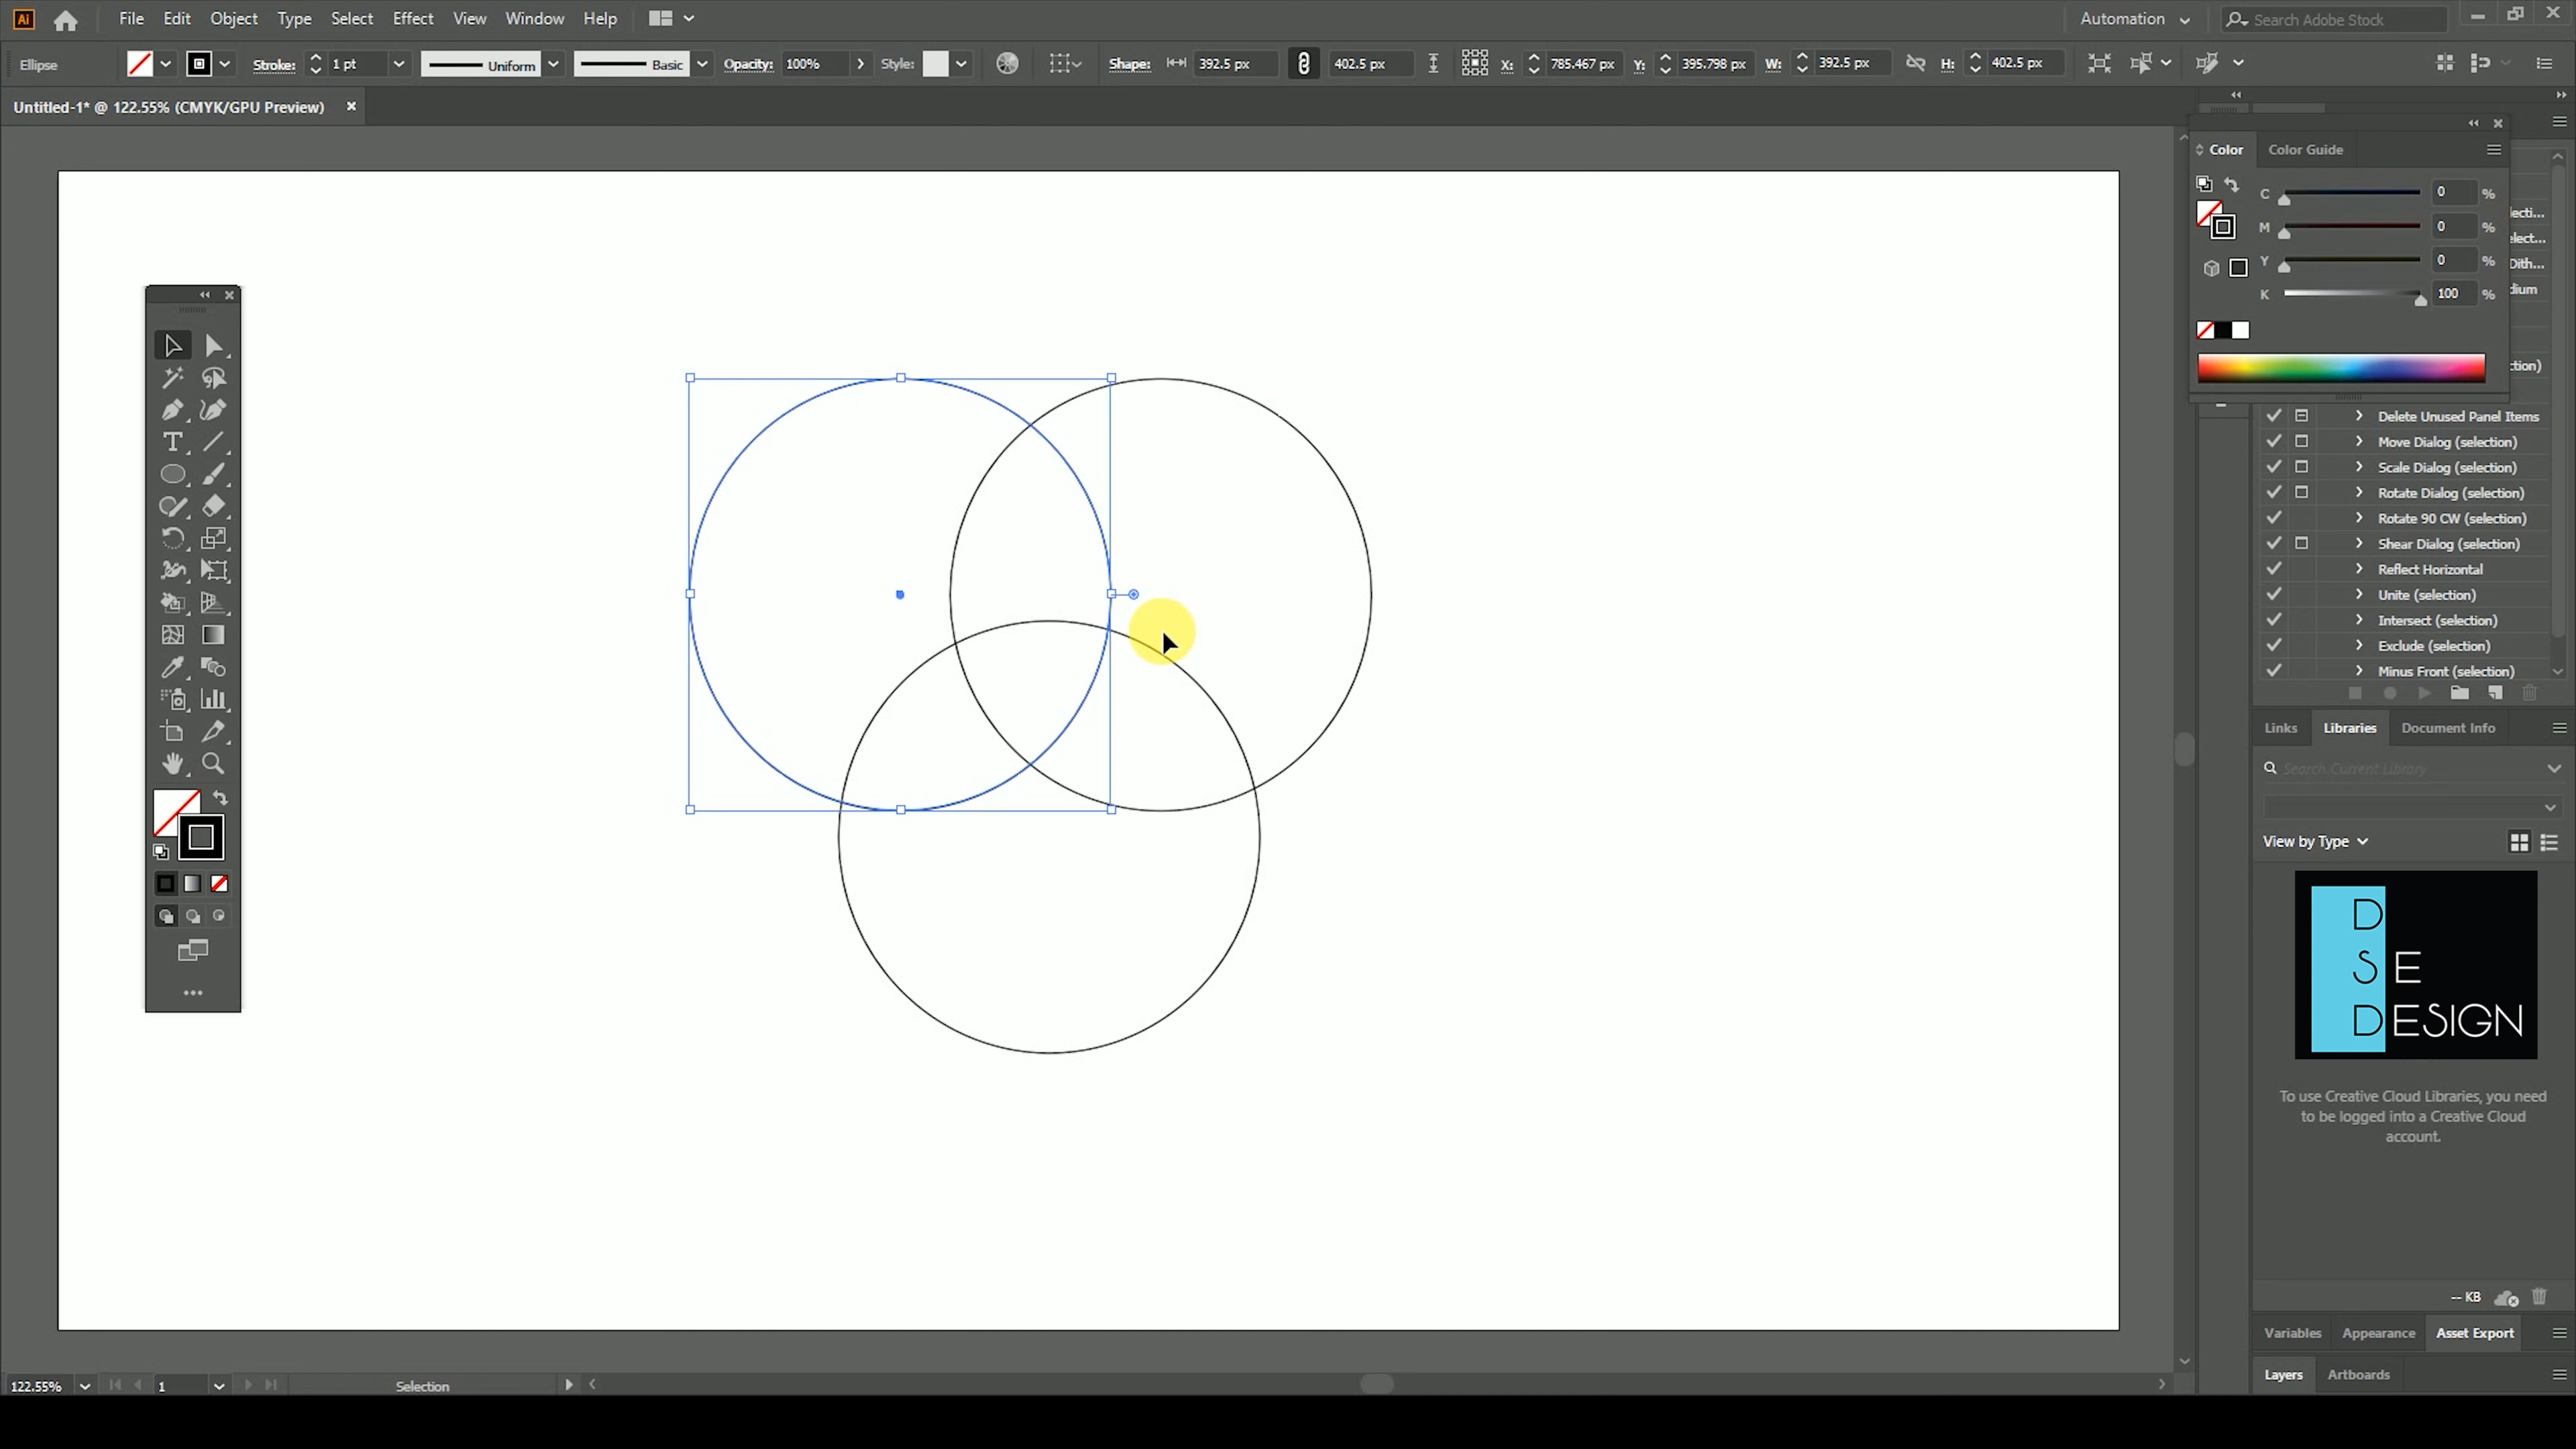 Ai File Edit Object Type Select Effect View Window Help Automation Search Adobe Stock
Ellipse Stroke: 1 pt Uniform Basic Opacity: 100% Style: Shape: 392.5 px 402.5 px X: 785.467 px Y: 395.798 px W: 392.5 px H: 402.5 px
Untitled-1* @ 122.55% (CMYK/GPU Preview)
Color Color Guide
C 0 %
M 0 %
Y 0 %
K 100 %
Delete Unused Panel Items
Move Dialog (selection)
Scale Dialog (selection)
Rotate Dialog (selection)
Rotate 90 CW (selection)
Shear Dialog (selection)
Reflect Horizontal
Unite (selection)
Intersect (selection)
Exclude (selection)
Minus Front (selection)
Links Libraries Document Info
Search Current Library
View by Type
D
S E
DESIGN
To use Creative Cloud Libraries, you need
to be logged into a Creative Cloud
account.
-- KB
Variables Appearance Asset Export
Layers Artboards
122.55% 1 Selection